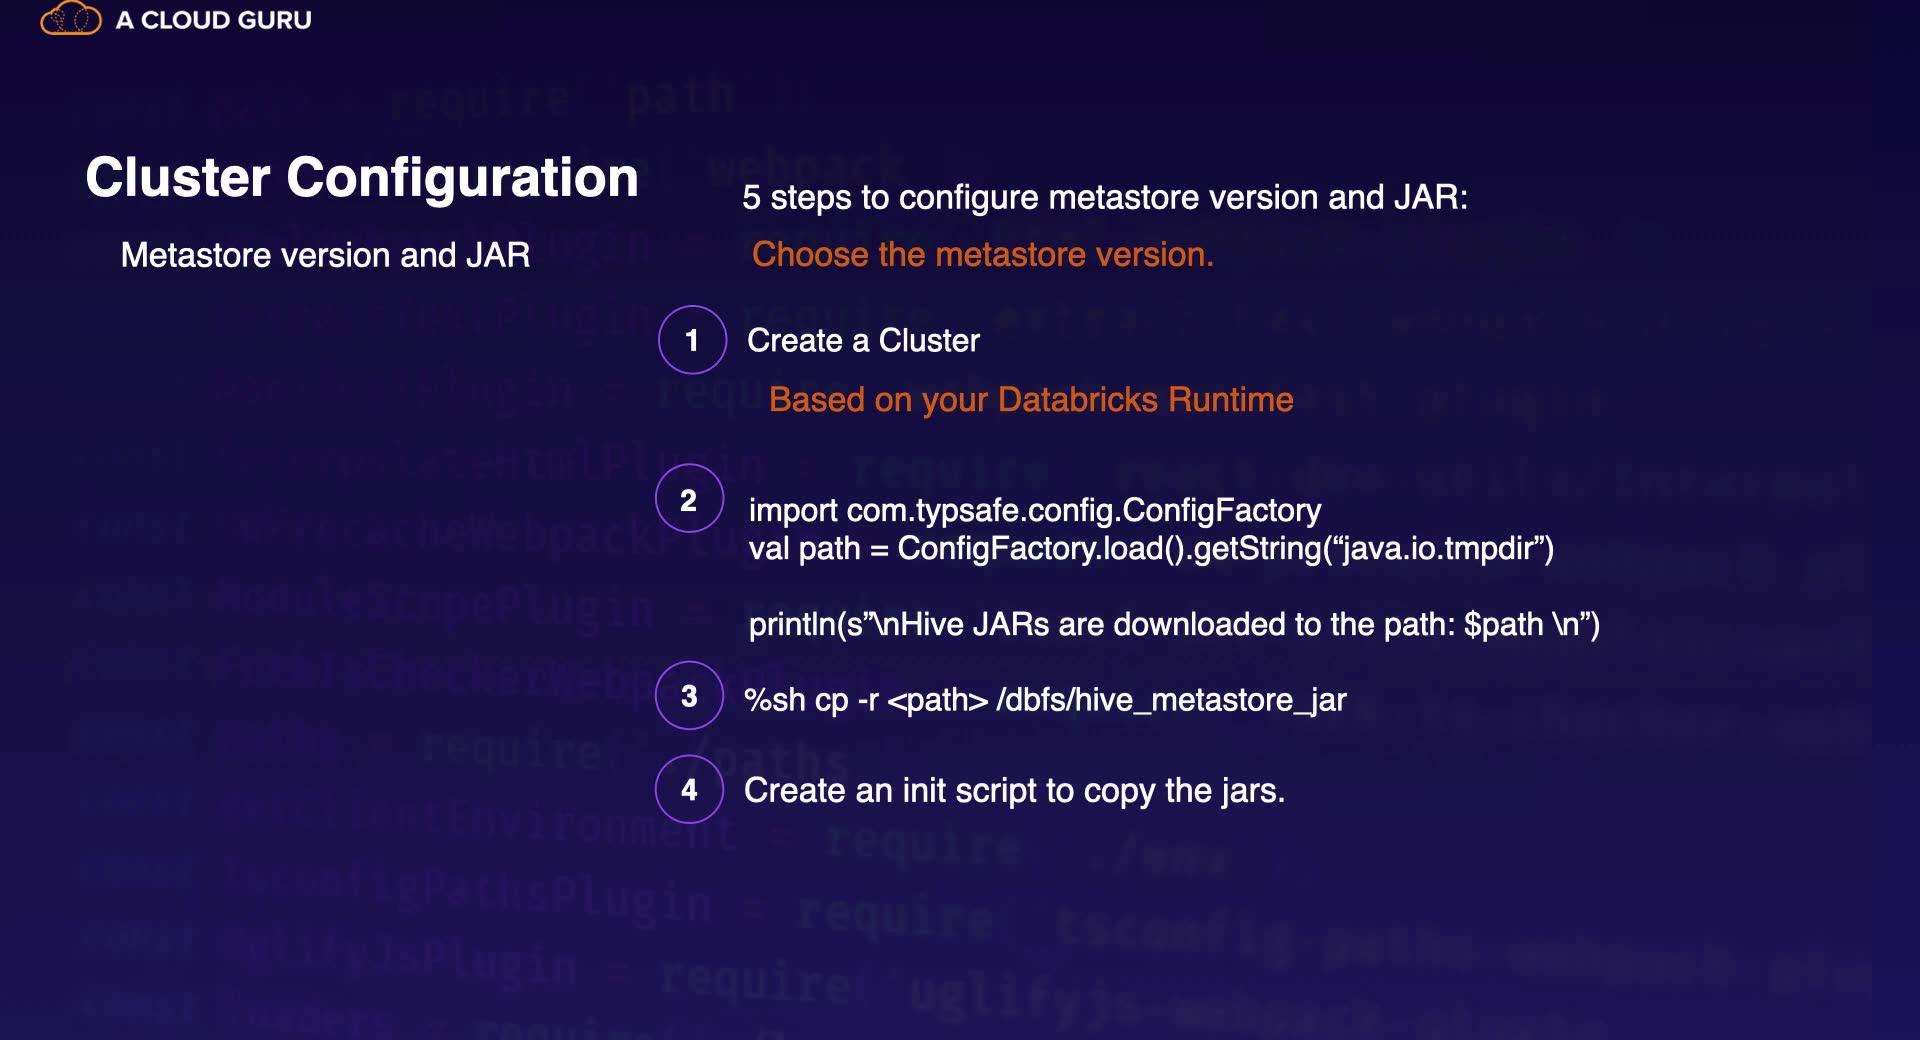 A CLOUD GURU
Cluster Configuration
Metastore version and JAR
5 steps to configure metastore version and JAR:
Choose the metastore version.
1 Create a Cluster
Based on your Databricks Runtime
2 import com.typsafe.config.ConfigFactory
val path = ConfigFactory.load().getString(“java.io.tmpdir”)
println(s”\nHive JARs are downloaded to the path: $path \n”)
3 %sh cp -r <path> /dbfs/hive_metastore_jar
4 Create an init script to copy the jars.